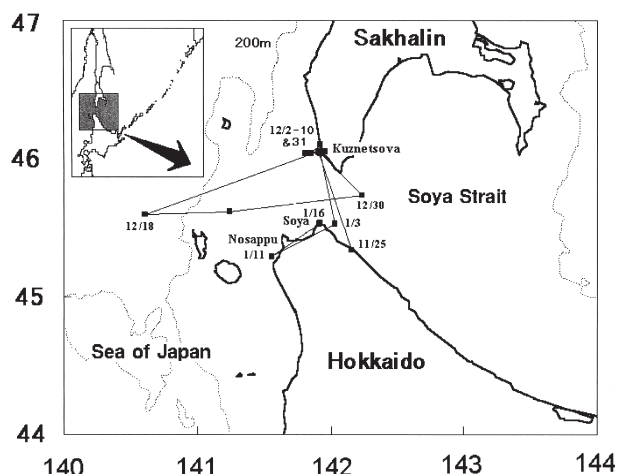 47
Sakhalin
200m
12/2-10
&31
Kuznetsova
46
12/30
Soya Strait
1/16
12/18
Soya
1/3
Nosappu
11/25
1/11
45
Sea of Japan
Hokkaido
44
140
141
142
143
144